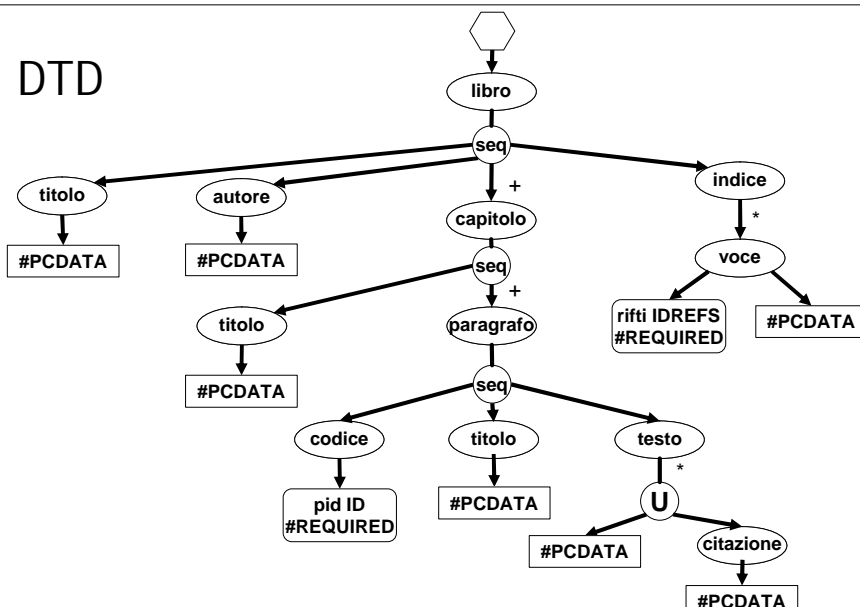 DTD
libro
seq
titolo
autore
+
indice
#PCDATA
#PCDATA
capitolo
*
voce
seq
+
titolo
paragrafo
rifti IDREFS
#REQUIRED
#PCDATA
#PCDATA
seq
codice
titolo
testo
*
pid ID
#REQUIRED
#PCDATA
U
#PCDATA
citazione
#PCDATA